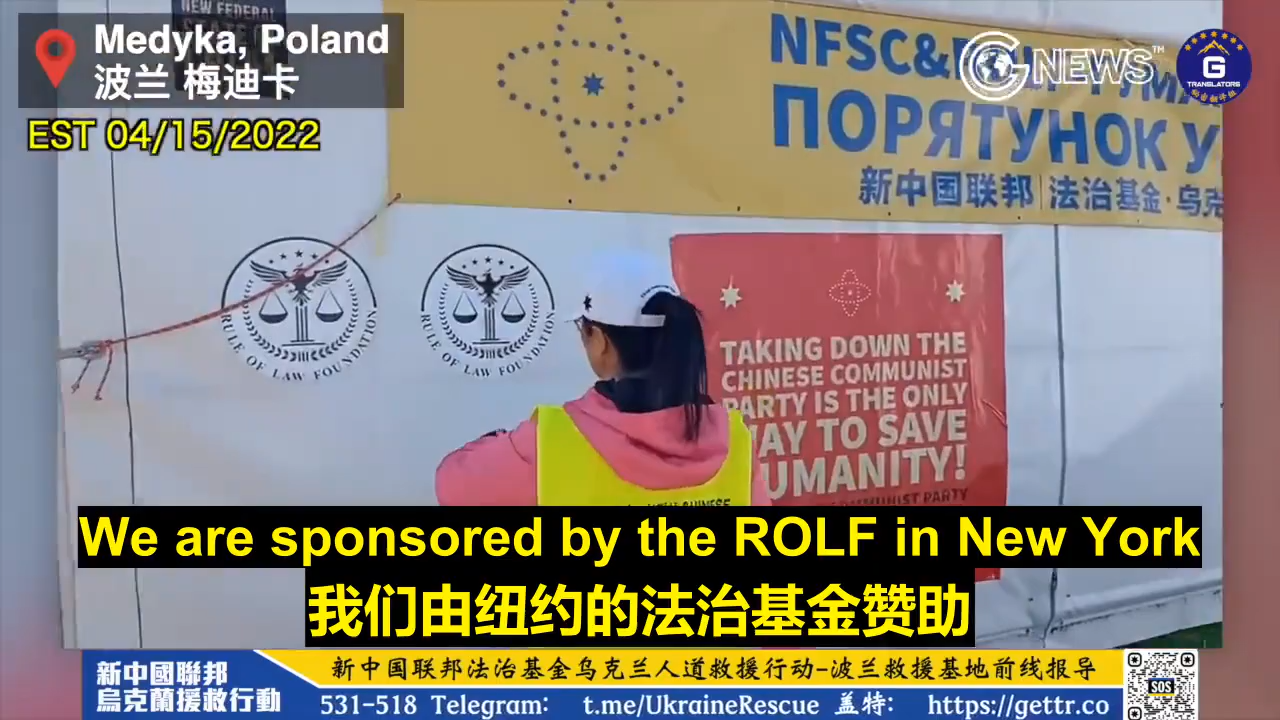 Medyka, Poland
波兰 梅迪卡
EST 04/15/2022
NEW FEDERAL
GNEWS™
G
TRANSLATORS
NFSC&
ПОРЯТУНОК У
新中国联邦|法治基金·乌克
RULE OF LAW FOUNDATION
RULE OF LAW FOUNDATION
TAKING DOWN THE
CHINESE COMMUNIST
PARTY IS THE ONLY
WAY TO SAVE
HUMANITY!
COMMUNIST PARTY
CHINESE
We are sponsored by the ROLF in New York
我们由纽约的法治基金赞助
新中國聯邦
烏克蘭援救行動
新中国联邦法治基金乌克兰人道救援行动-波兰救援基地前线报导
531-518 Telegram: t.me/UkraineRescue 盖特: https://gettr.co
SOS